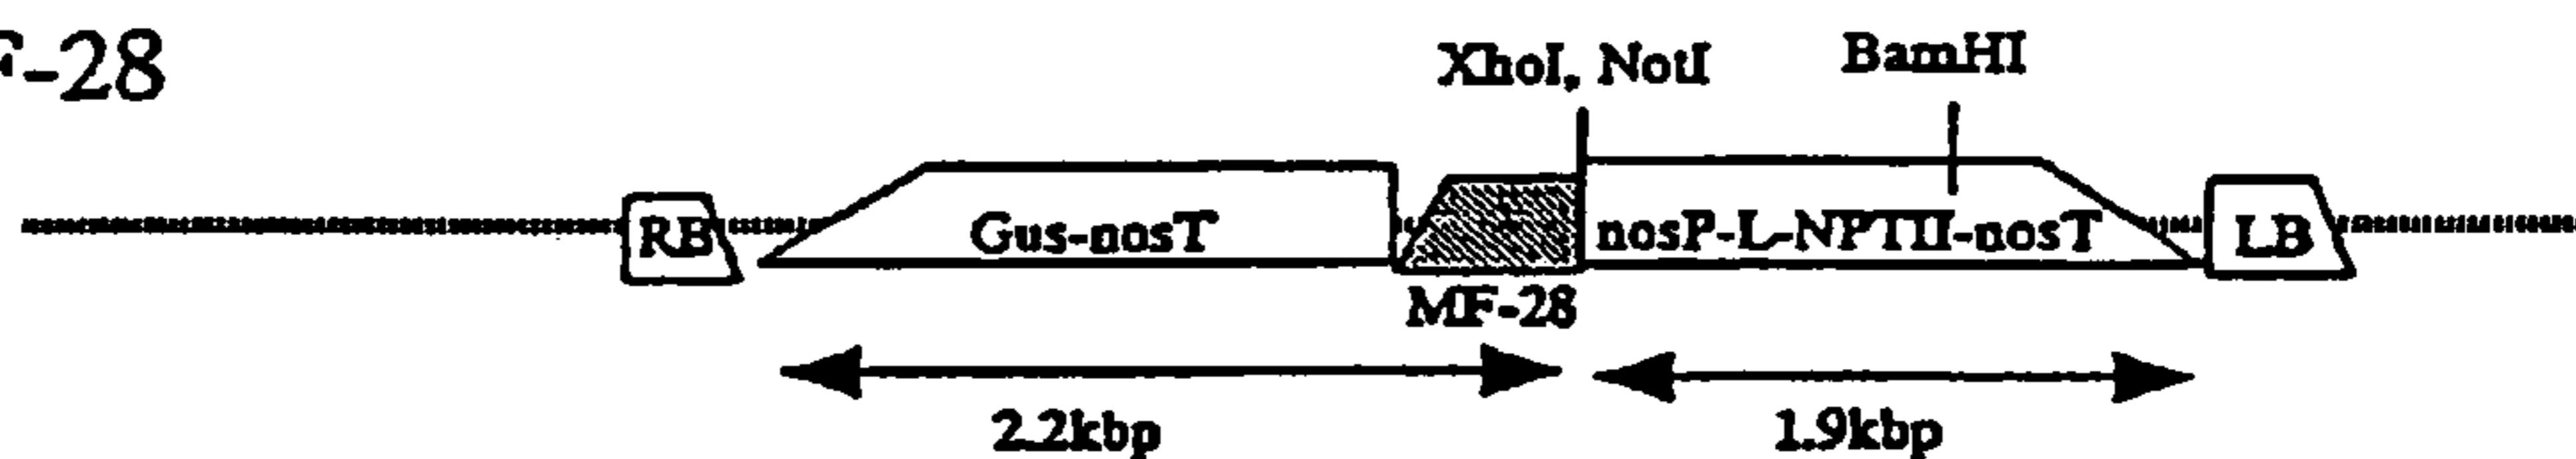 F-28
XhoI, NotI BamHI
RB Gus-nosT nosP-L-NPTII-nosT LB
MF-28
2.2kbp 1.9kbp